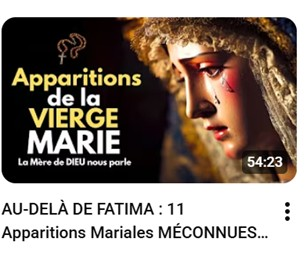 Apparitions
de la
VIERGE
MARIE
La Mère de DIEU nous parle
54:23
AU-DELÀ DE FATIMA : 11
Apparitions Mariales MÉCONNUES...